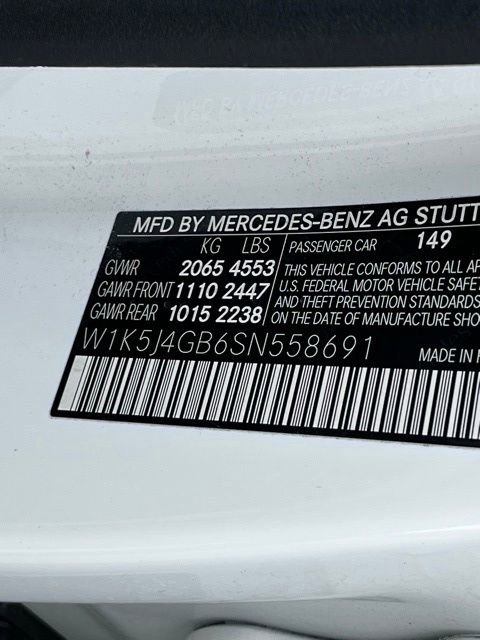 MFD BY MERCEDES-BENZ AG STUTT
KG LBS
GVWR 2065 4553
GAWR FRONT 1110 2447
GAWR REAR 1015 2238
PASSENGER CAR 149
THIS VEHICLE CONFORMS TO ALL AP
U.S. FEDERAL MOTOR VEHICLE SAFE
AND THEFT PREVENTION STANDARDS
ON THE DATE OF MANUFACTURE SHO
W1K5J4GB6SN558691
MADE IN